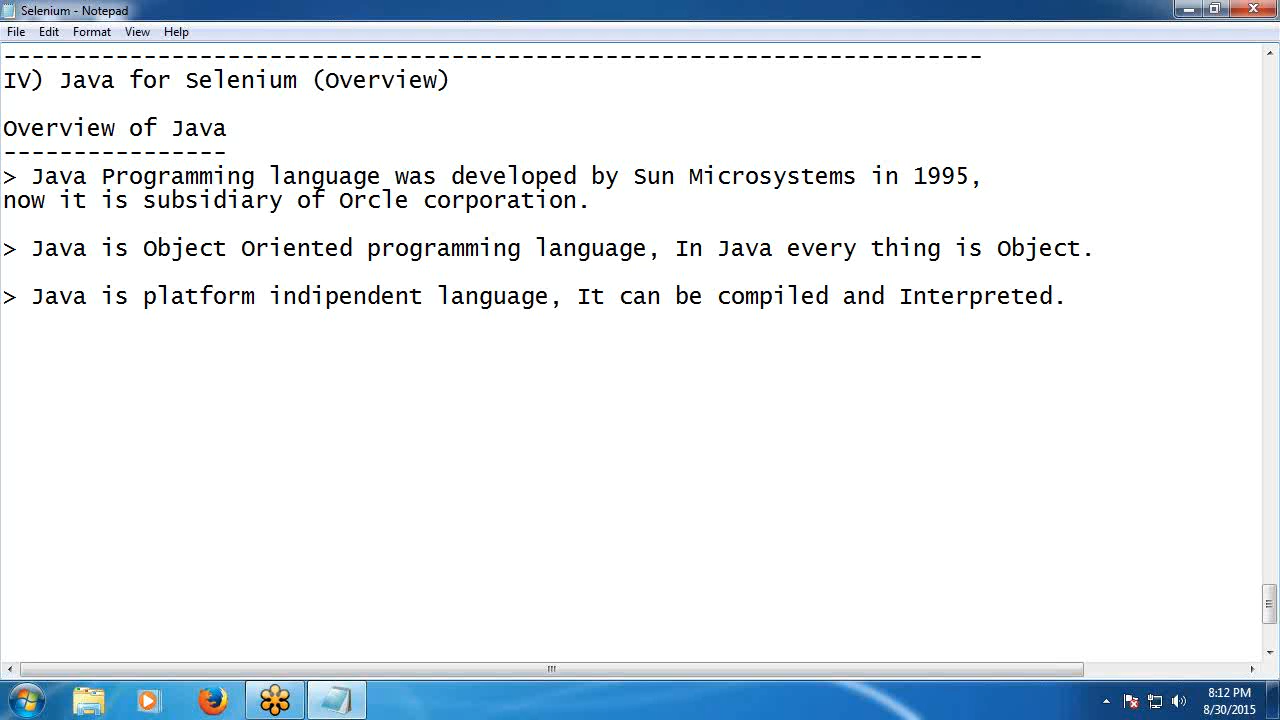 Selenium - Notepad
File Edit Format View Help
----------------------------------------------------------------------
IV) Java for Selenium (Overview)
Overview of Java
----------------
> Java Programming language was developed by Sun Microsystems in 1995,
now it is subsidiary of Orcle corporation.
> Java is Object Oriented programming language, In Java every thing is Object.
> Java is platform indipendent language, It can be compiled and Interpreted.
8:12 PM
8/30/2015